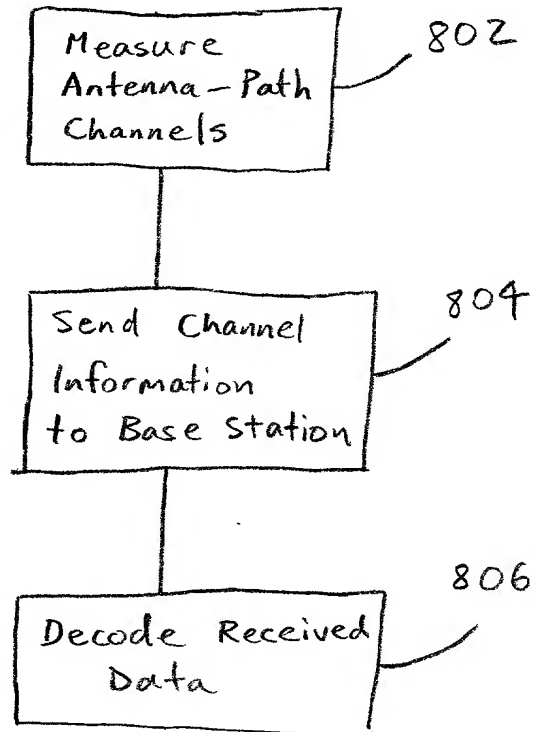 Measure
Antenna-Path
Channels
802
Send Channel
Information
to Base Station
804
Decode Received
Data
806